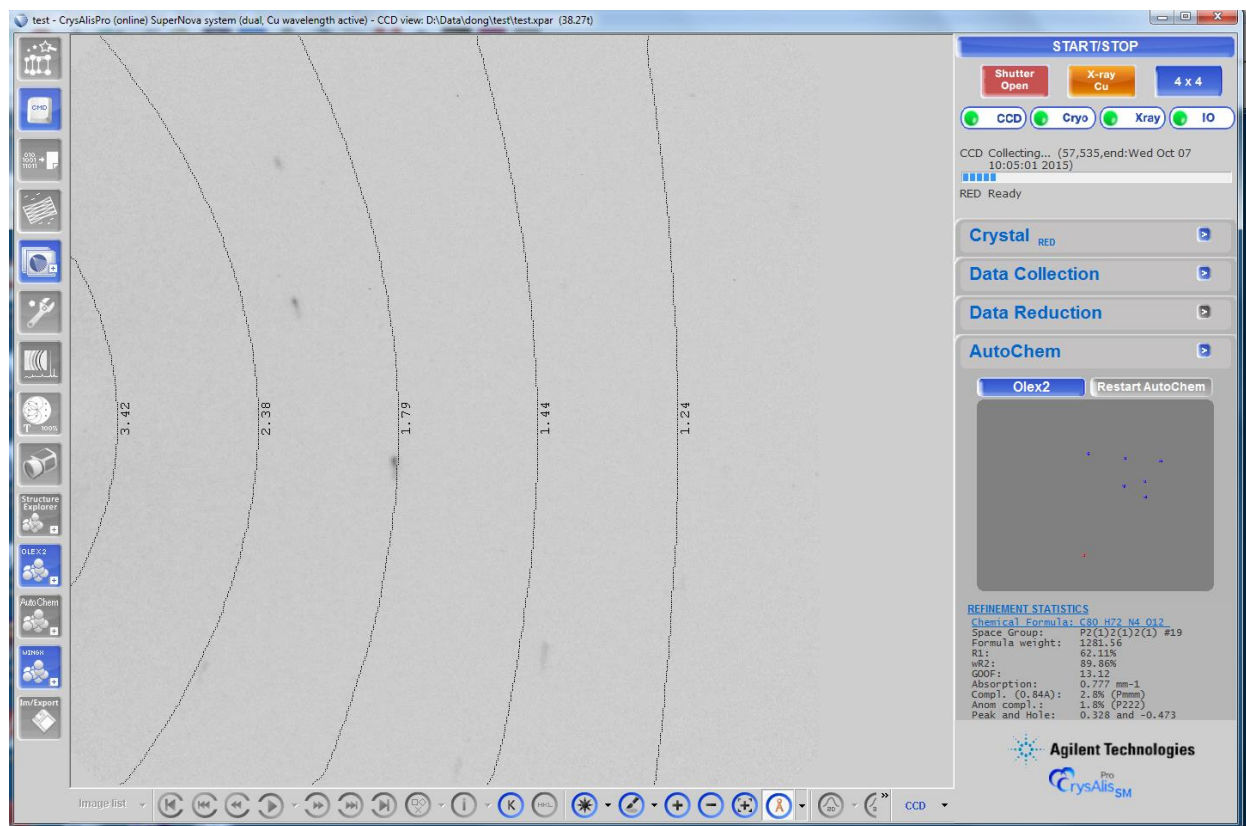 test - CrysAlisPro (online) SuperNova system (dual, Cu wavelength active) - CCD view: D:\Data\dong\test\test.xpar (38.27t)
START/STOP
Shutter Open
X-ray Cu
4 x 4
CMD
CCD
Cryo
Xray
IO
CCD Collecting... (57,535,end:Wed Oct 07
10:05:01 2015)
RED Ready
Crystal RED
Data Collection
Data Reduction
AutoChem
Olex2
Restart AutoChem
3.42
2.38
1.79
1.44
1.24
T 100%
Structure
Explorer
OLEX2
AutoChem
WINGX
Im/Export
REFINEMENT STATISTICS
Chemical Formula: C80 H72 N4 O12
Space Group: P2(1)2(1)2(1) #19
Formula weight: 1281.56
R1: 62.11%
wR2: 89.86%
GOOF: 13.12
Absorption: 0.777 mm-1
Compl. (0.84A): 2.8% (Pmmm)
Anom compl.: 1.8% (P222)
Peak and Hole: 0.328 and -0.473
Agilent Technologies
CrysAlis Pro SM
Image list
K
HKL
2D
CCD